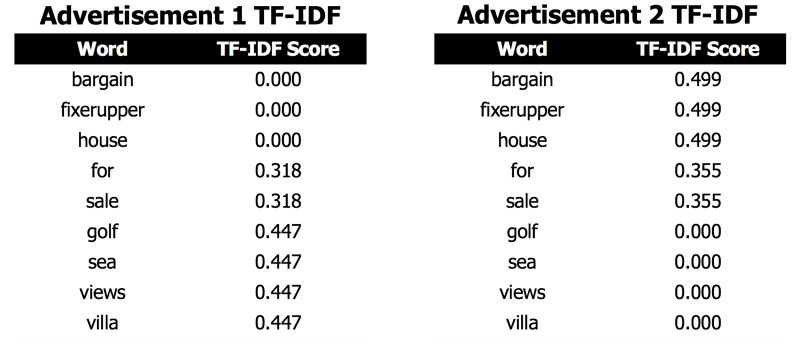 Advertisement 1 TF-IDF
Word TF-IDF Score
bargain 0.000
fixerupper 0.000
house 0.000
for 0.318
sale 0.318
golf 0.447
sea 0.447
views 0.447
villa 0.447
Advertisement 2 TF-IDF
Word TF-IDF Score
bargain 0.499
fixerupper 0.499
house 0.499
for 0.355
sale 0.355
golf 0.000
sea 0.000
views 0.000
villa 0.000